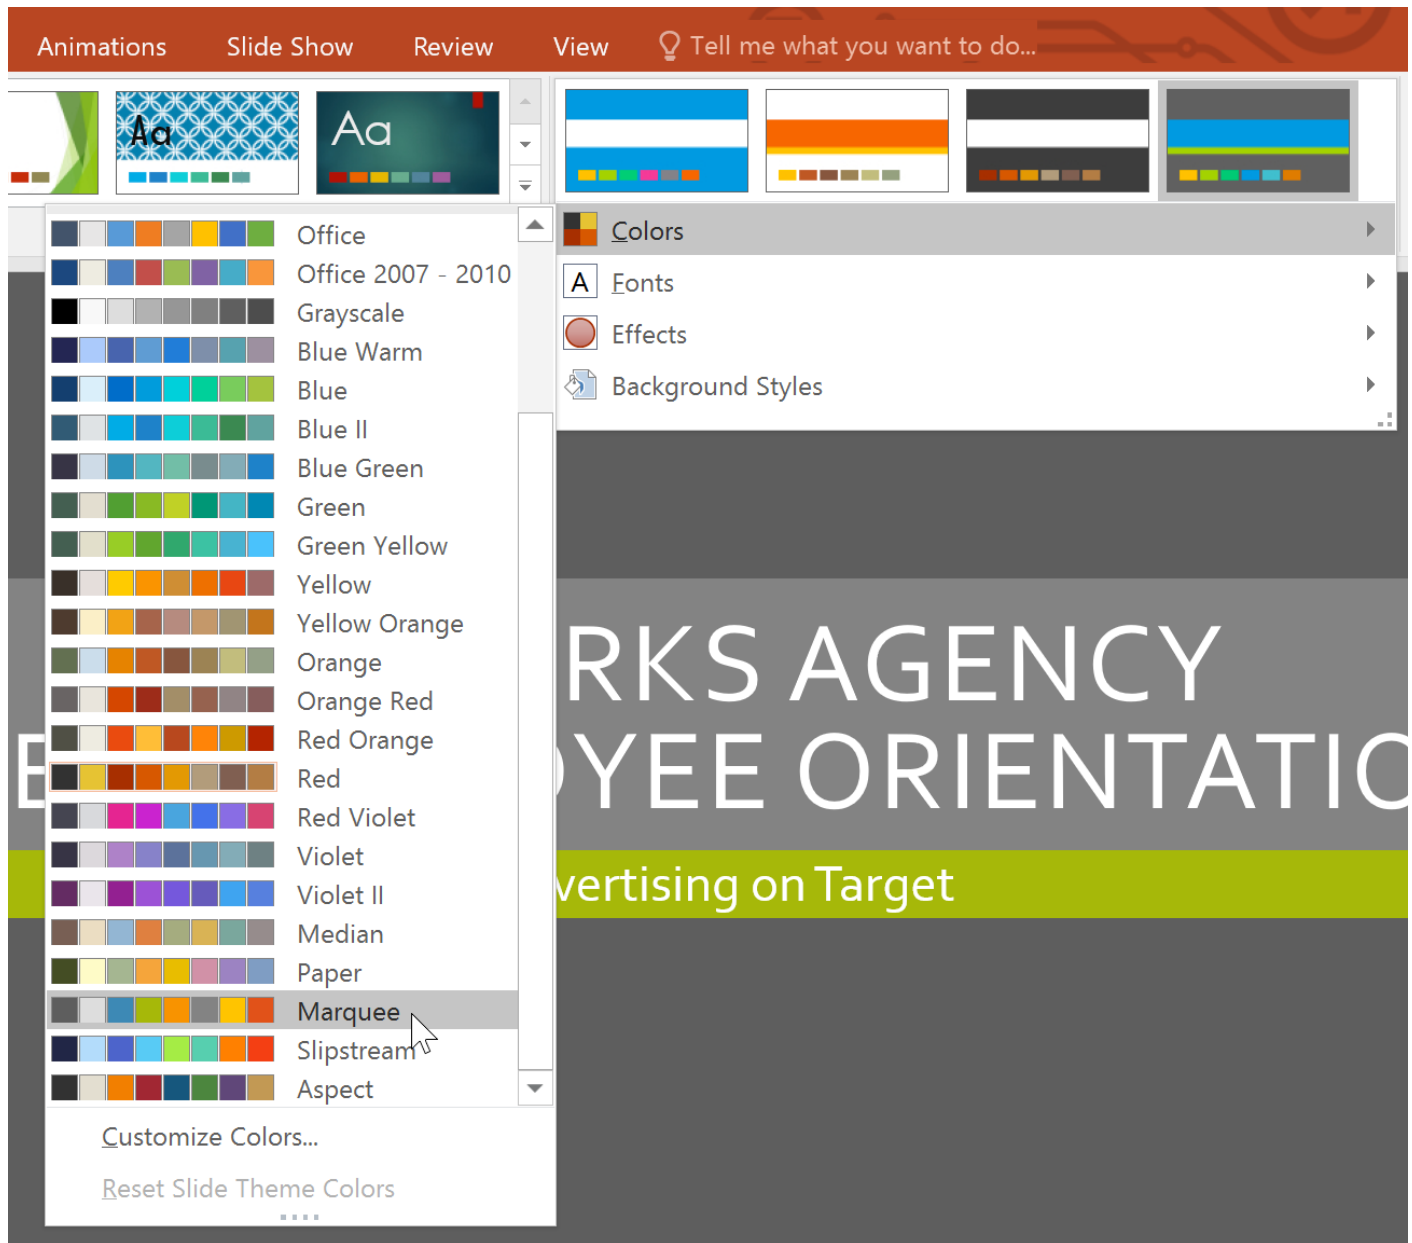 Animations Slide Show Review View Tell me what you want to do...
Aa Aa
Office
Office 2007 - 2010
Grayscale
Blue Warm
Blue
Blue II
Blue Green
Green
Green Yellow
Yellow
Yellow Orange
Orange
Orange Red
Red Orange
Red
Red Violet
Violet
Violet II
Median
Paper
Marquee
Slipstream
Aspect
Customize Colors...
Reset Slide Theme Colors
Colors
A Fonts
Effects
Background Styles
RKS AGENCY
E OYEE ORIENTATIO
vertising on Target